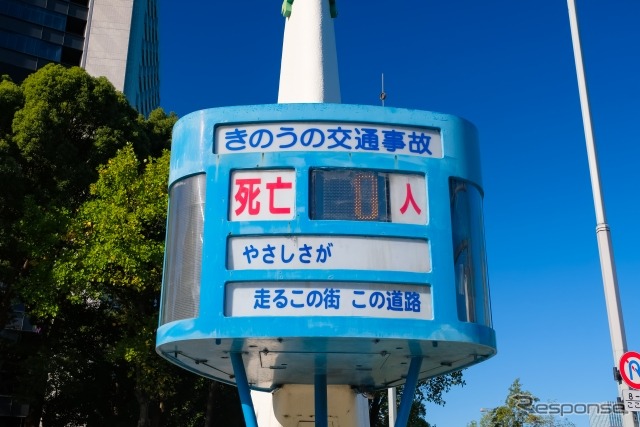 きのうの交通事故
死亡 0 人
やさしさが
走るこの街 この道路
Response.